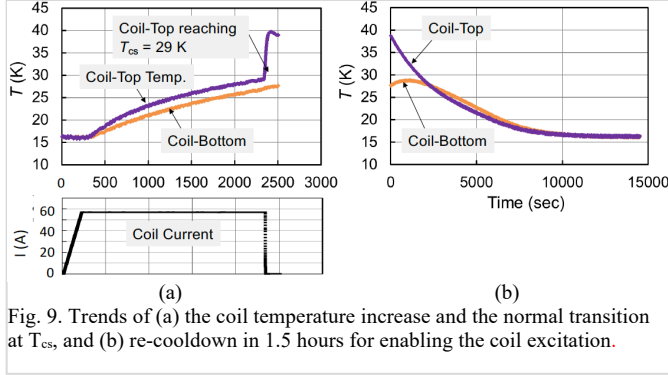 45
40
35
30
25
20
15
10
T (K)
Coil-Top reaching
Tcs = 29 K
Coil-Top Temp.
Coil-Bottom
0 500 1000 1500 2000 2500 3000
60
40
20
0
I (A)
Coil Current
(a)
45
40
35
30
25
20
15
10
T (K)
Coil-Top
Coil-Bottom
0 5000 10000 15000
Time (sec)
(b)
Fig. 9. Trends of (a) the coil temperature increase and the normal transition
at Tcs, and (b) re-cooldown in 1.5 hours for enabling the coil excitation.